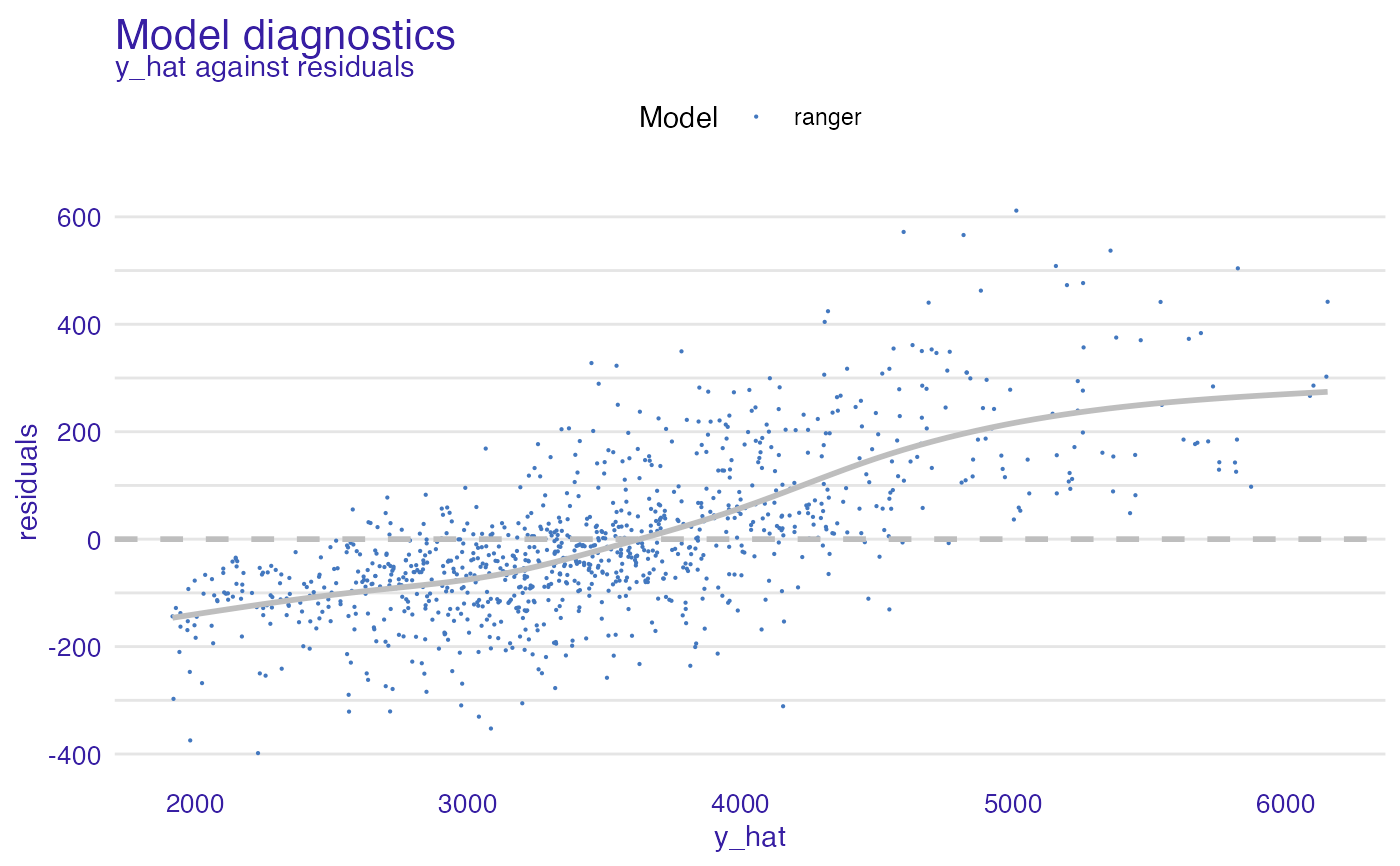 Model diagnostics
y_hat against residuals
Model ranger
600
400
200
0
-200
-400
residuals
2000 3000 4000 5000 6000
y_hat